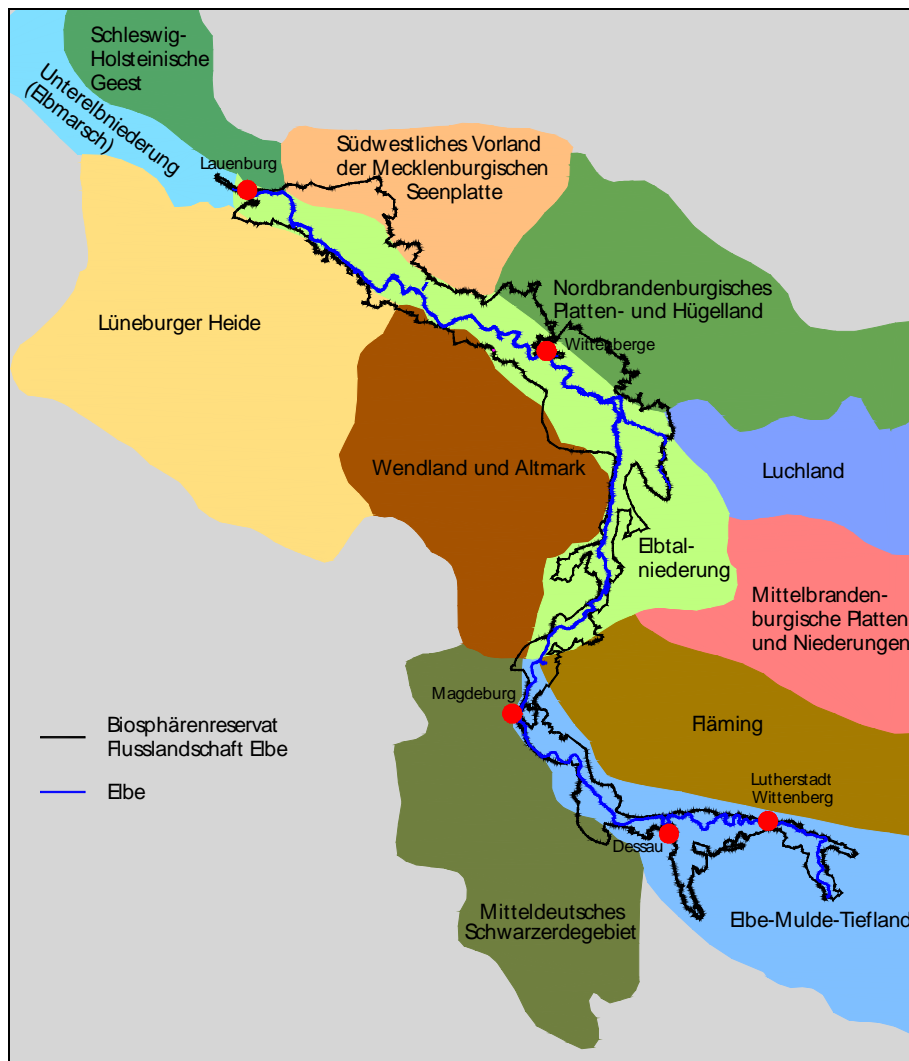 Schleswig-
Holsteinische
Geest
Unterelbniederung
(Elbmarsch)
Lauenburg
Südwestliches Vorland
der Mecklenburgischen
Seenplatte
Nordbrandenburgisches
Platten- und Hügelland
Lüneburger Heide
Wittenberge
Wendland und Altmark
Luchland
Elbtal-
niederung
Mittelbranden-
burgische Platten
und Niederungen
Magdeburg
Biosphärenreservat
Flusslandschaft Elbe
Fläming
Elbe
Lutherstadt
Wittenberg
Dessau
Mitteldeutsches
Schwarzerdegebiet
Elbe-Mulde-Tiefland